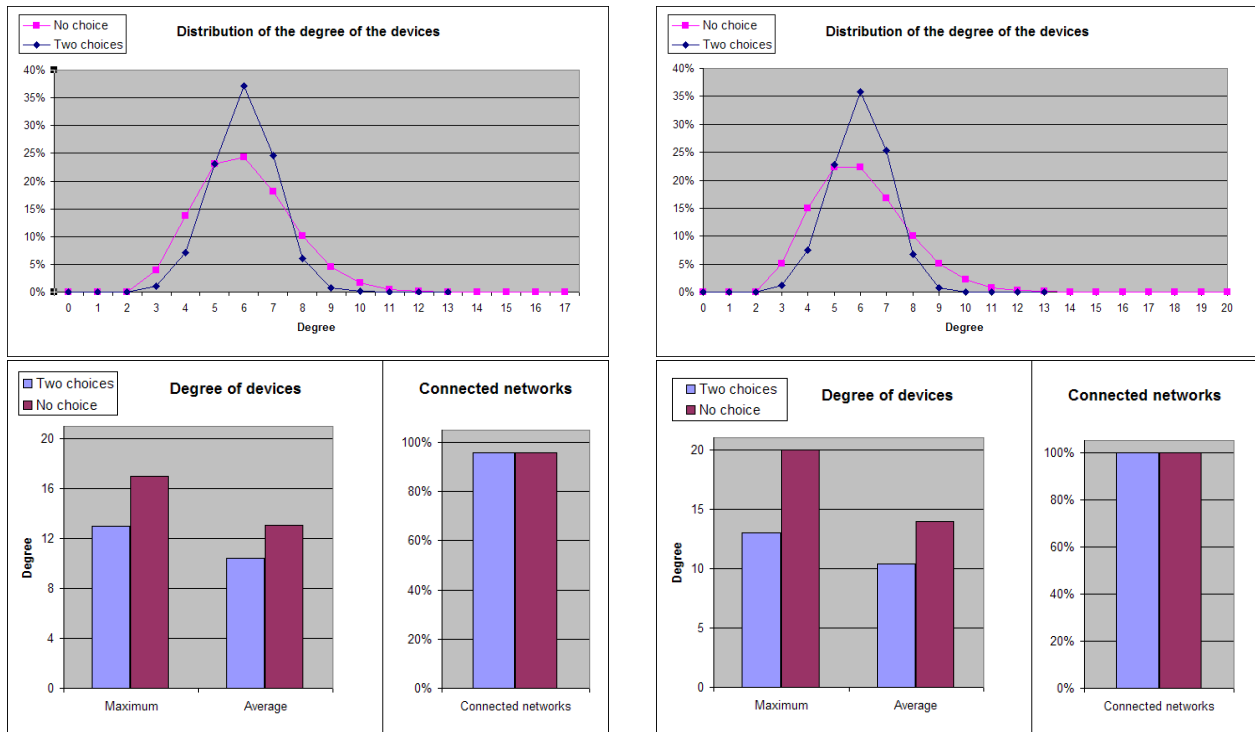 No choice
Two choices
Distribution of the degree of the devices
40%
35%
30%
25%
20%
15%
10%
5%
0%
0 1 2 3 4 5 6 7 8 9 10 11 12 13 14 15 16 17
Degree
No choice
Two choices
Distribution of the degree of the devices
40%
35%
30%
25%
20%
15%
10%
5%
0%
0 1 2 3 4 5 6 7 8 9 10 11 12 13 14 15 16 17 18 19 20
Degree
Two choices
No choice
Degree of devices
20
16
12
8
4
0
Degree
Maximum Average
Connected networks
100%
80%
60%
40%
20%
0%
Connected networks
Two choices
No choice
Degree of devices
20
15
10
5
0
Degree
Maximum Average
Connected networks
100%
80%
60%
40%
20%
0%
Connected networks